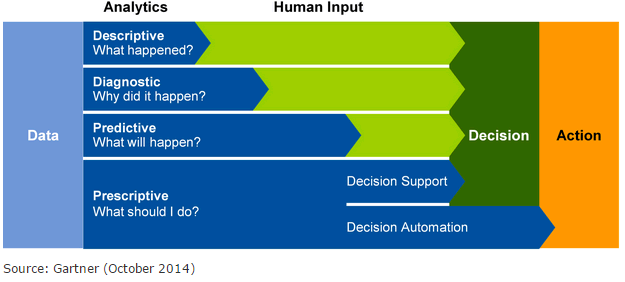 Analytics
Human Input
Data
Descriptive
What happened?
Diagnostic
Why did it happen?
Predictive
What will happen?
Prescriptive
What should I do?
Decision Support
Decision Automation
Decision
Action
Source: Gartner (October 2014)